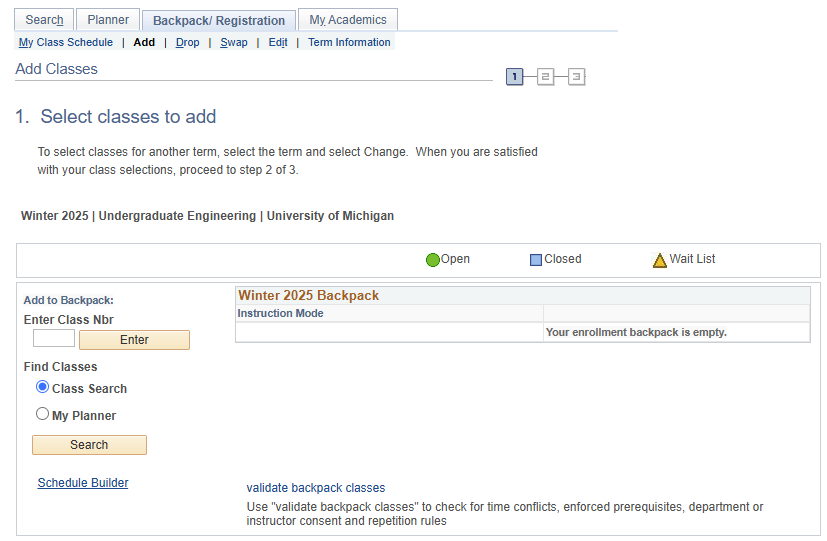 Search Planner Backpack/ Registration My Academics
My Class Schedule | Add | Drop | Swap | Edit | Term Information
Add Classes
1 2 3
1. Select classes to add
To select classes for another term, select the term and select Change. When you are satisfied
with your class selections, proceed to step 2 of 3.
Winter 2025 | Undergraduate Engineering | University of Michigan
Open Closed Wait List
Add to Backpack:
Enter Class Nbr
Enter
Find Classes
Class Search
My Planner
Search
Schedule Builder
Winter 2025 Backpack
Instruction Mode
Your enrollment backpack is empty.
validate backpack classes
Use "validate backpack classes" to check for time conflicts, enforced prerequisites, department or
instructor consent and repetition rules